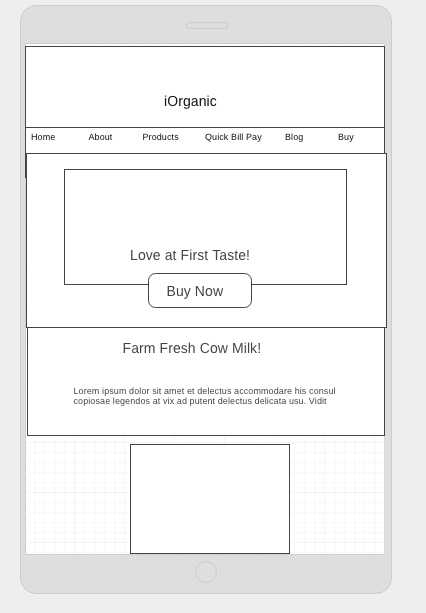 iOrganic
Home About Products Quick Bill Pay Blog Buy
Love at First Taste!
Buy Now
Farm Fresh Cow Milk!
Lorem ipsum dolor sit amet et delectus accommodare his consul
copiosae legendos at vix ad putent delectus delicata usu. Vidit